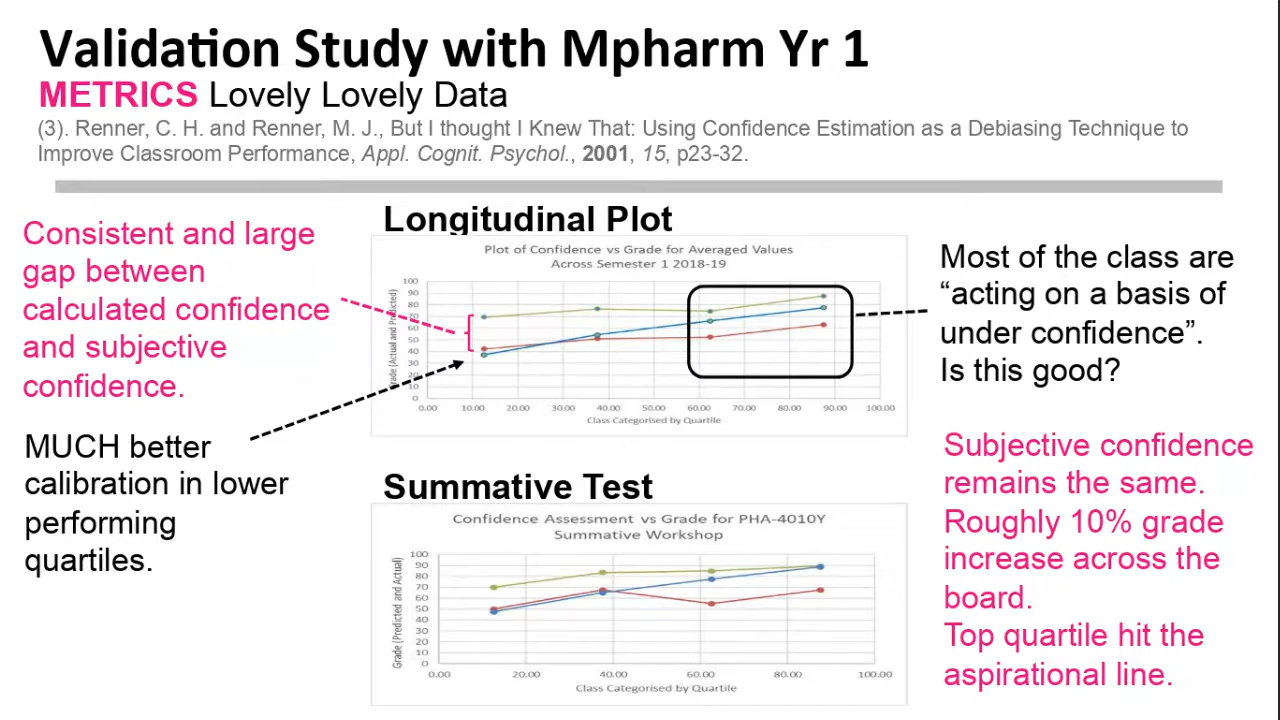 Validation Study with Mpharm Yr 1
METRICS Lovely Lovely Data
(3). Renner, C. H. and Renner, M. J., But I thought I Knew That: Using Confidence Estimation as a Debiasing Technique to
Improve Classroom Performance, Appl. Cognit. Psychol., 2001, 15, p23-32.
Consistent and large
gap between
calculated confidence
and subjective
confidence.
MUCH better
calibration in lower
performing
quartiles.
Longitudinal Plot
Plot of Confidence vs Grade for Averaged Values
Across Semester 1 2018-19
Grade (Actual and Predicted)
100
90
80
70
60
50
40
30
20
10
0
0.00 10.00 20.00 30.00 40.00 50.00 60.00 70.00 80.00 90.00 100.00
Class Categorised by Quartile
Summative Test
Confidence Assessment vs Grade for PHA-4010Y
Summative Workshop
Grade (Predicted and Actual)
100
90
80
70
60
50
40
30
20
10
0
0.00 20.00 40.00 60.00 80.00 100.00
Class Categorised by Quartile
Most of the class are
“acting on a basis of
under confidence”.
Is this good?
Subjective confidence
remains the same.
Roughly 10% grade
increase across the
board.
Top quartile hit the
aspirational line.